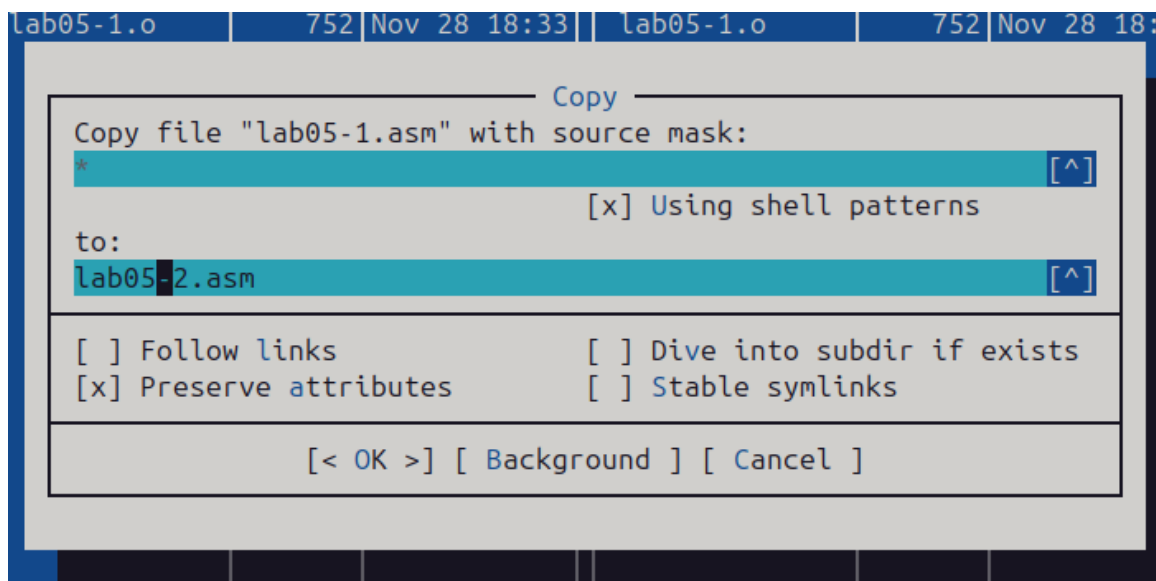 lab05-1.o 752 Nov 28 18:33 lab05-1.o 752 Nov 28 18:
Copy
Copy file "lab05-1.asm" with source mask:
* [^]
[x] Using shell patterns
to:
lab05-2.asm [^]
[ ] Follow links [ ] Dive into subdir if exists
[x] Preserve attributes [ ] Stable symlinks
[< OK >] [ Background ] [ Cancel ]